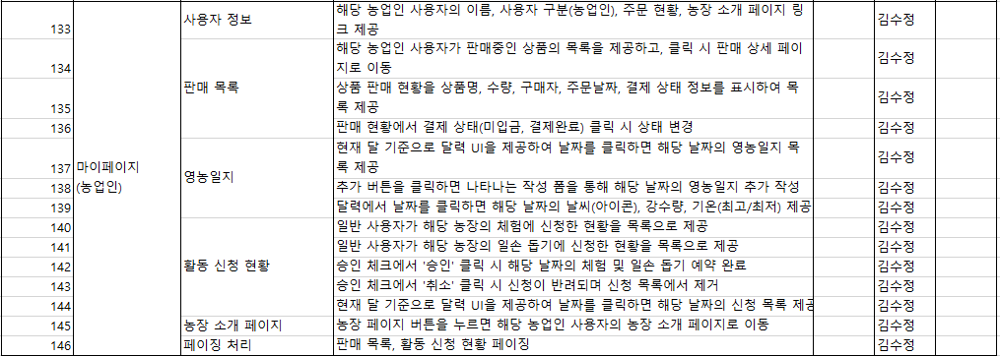 133 사용자 정보 해당 농업인 사용자의 이름, 사용자 구분(농업인), 주문 현황, 농장 소개 페이지 링
크 제공 김수정
134 해당 농업인 사용자가 판매중인 상품의 목록을 제공하고, 클릭 시 판매 상세 페이
지로 이동 김수정
판매 목록
135 상품 판매 현황을 상품명, 수량, 구매자, 주문날짜, 결제 상태 정보를 표시하여 목
록 제공 김수정
136 판매 현황에서 결제 상태(미입금, 결제완료) 클릭 시 상태 변경 김수정
마이페이지
(농업인)
137 현재 달 기준으로 달력 UI을 제공하여 날짜를 클릭하면 해당 날짜의 영농일지 목
록 제공 김수정
영농일지
138 추가 버튼을 클릭하면 나타나는 작성 폼을 통해 해당 날짜의 영농일지 추가 작성 김수정
139 달력에서 날짜를 클릭하면 해당 날짜의 날씨(아이콘), 강수량, 기온(최고/최저) 제공 김수정
140 일반 사용자가 해당 농장의 체험에 신청한 현황을 목록으로 제공 김수정
141 일반 사용자가 해당 농장의 일손 돕기에 신청한 현황을 목록으로 제공 김수정
142 활동 신청 현황 승인 체크에서 '승인' 클릭 시 해당 날짜의 체험 및 일손 돕기 예약 완료 김수정
143 승인 체크에서 '취소' 클릭 시 신청이 반려되며 신청 목록에서 제거 김수정
144 현재 달 기준으로 달력 UI을 제공하여 날짜를 클릭하면 해당 날짜의 신청 목록 제공 김수정
145 농장 소개 페이지 농장 페이지 버튼을 누르면 해당 농업인 사용자의 농장 소개 페이지로 이동 김수정
146 페이징 처리 판매 목록, 활동 신청 현황 페이징 김수정